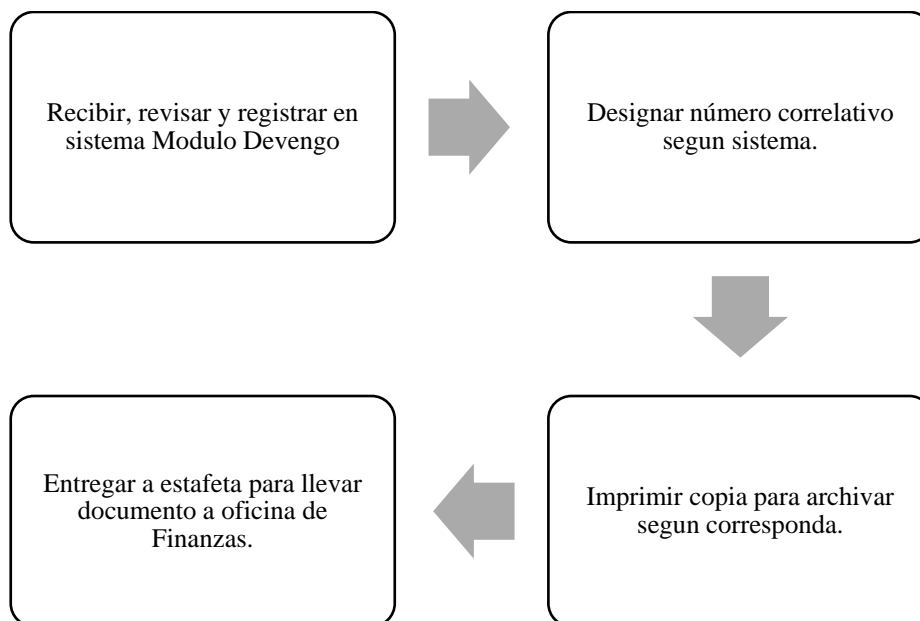 Recibir, revisar y registrar en
sistema Modulo Devengo
Designar número correlativo
segun sistema.
Imprimir copia para archivar
segun corresponda.
Entregar a estafeta para llevar
documento a oficina de
Finanzas.